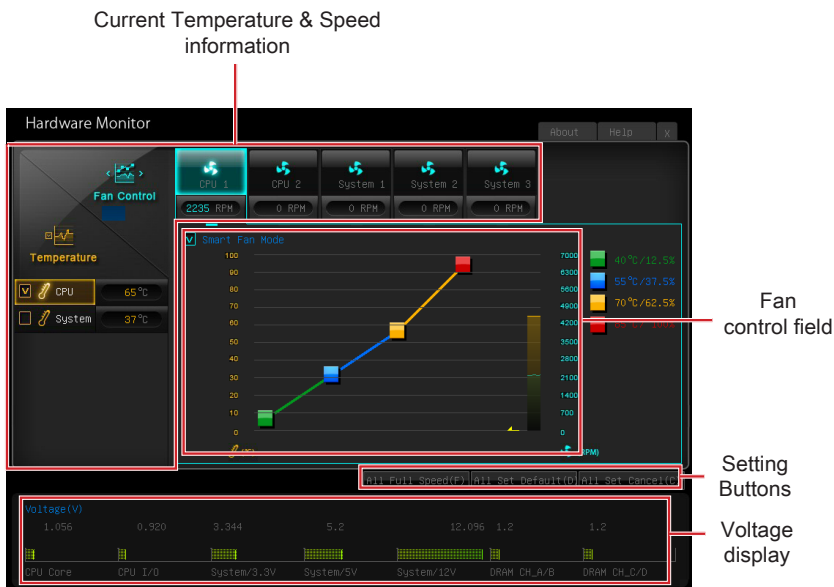 Current Temperature & Speed
information
Hardware Monitor
About Help X
Fan Control
CPU 1 CPU 2 System 1 System 2 System 3
2235 RPM 0 RPM 0 RPM 0 RPM 0 RPM
Temperature
V CPU 65°C
System 37°C
V Smart Fan Mode
100 7000
90 6300
80 5600
70 4900
60 4200
50 3500
40 2800
30 2100
20 1400
10 700
0 0
(°C) (RPM)
40°C/12.5%
55°C/37.5%
70°C/62.5%
85°C/100%
Fan
control field
All Full Speed(F) All Set Default(D All Set Cancel(C
Setting
Buttons
Voltage(V)
1.056 0.920 3.344 5.2 12.096 1.2 1.2
CPU Core CPU I/O System/3.3V System/5V System/12V DRAM CH_A/B DRAM CH_C/D
Voltage
display